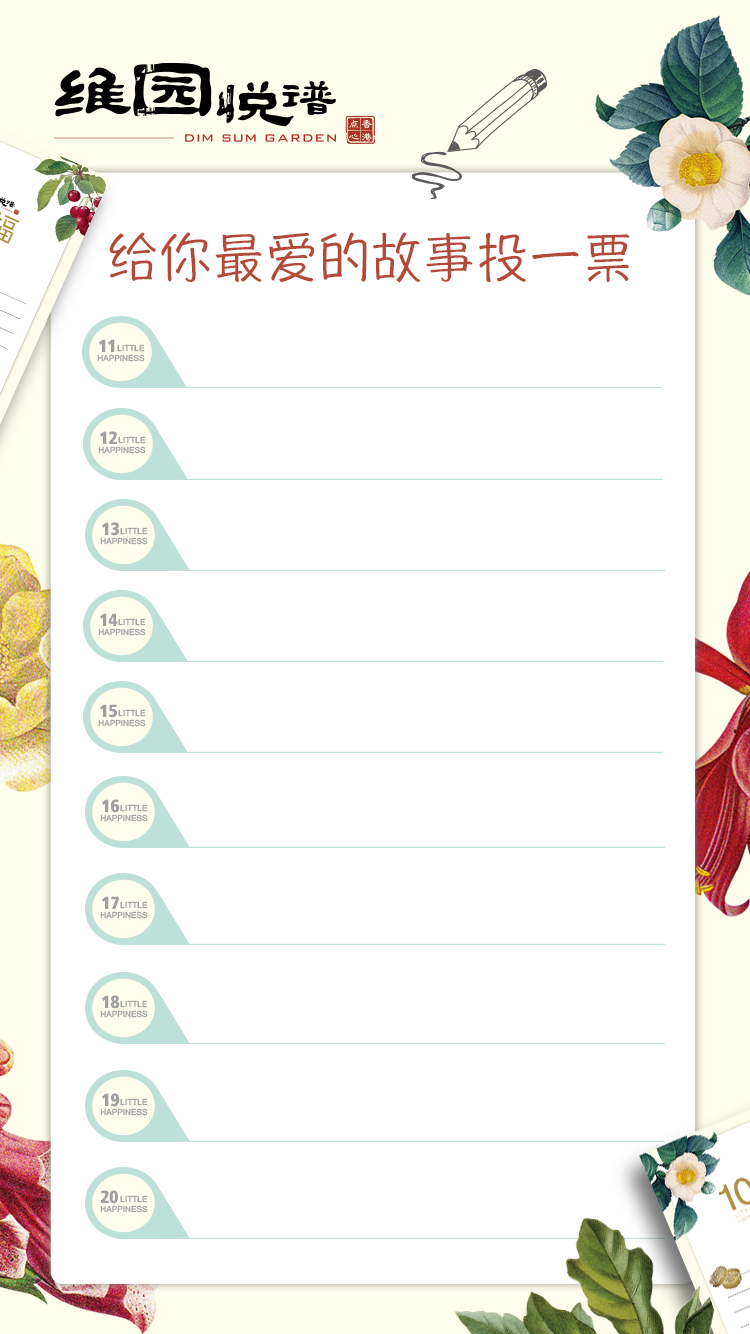 维园悦谱
DIM SUM GARDEN
香港
点心
福
给你最爱的故事投一票
11 LITTLE
HAPPINESS
12 LITTLE
HAPPINESS
13 LITTLE
HAPPINESS
14 LITTLE
HAPPINESS
15 LITTLE
HAPPINESS
16 LITTLE
HAPPINESS
17 LITTLE
HAPPINESS
18 LITTLE
HAPPINESS
19 LITTLE
HAPPINESS
20 LITTLE
HAPPINESS
10